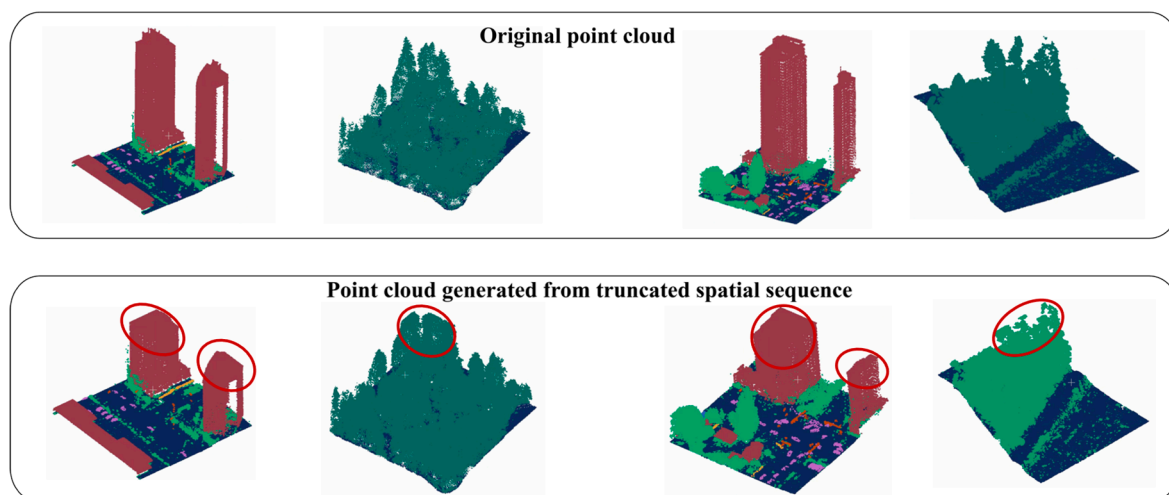 Original point cloud
Point cloud generated from truncated spatial sequence